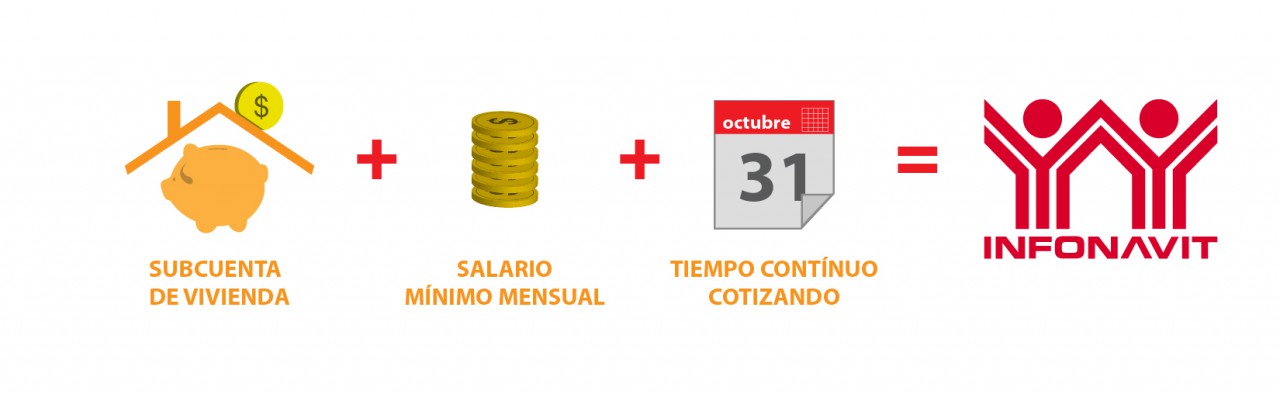 $
SUBCUENTA
DE VIVIENDA
+
$
SALARIO
MÍNIMO MENSUAL
+
octubre
31
TIEMPO CONTÍNUO
COTIZANDO
=
INFONAVIT